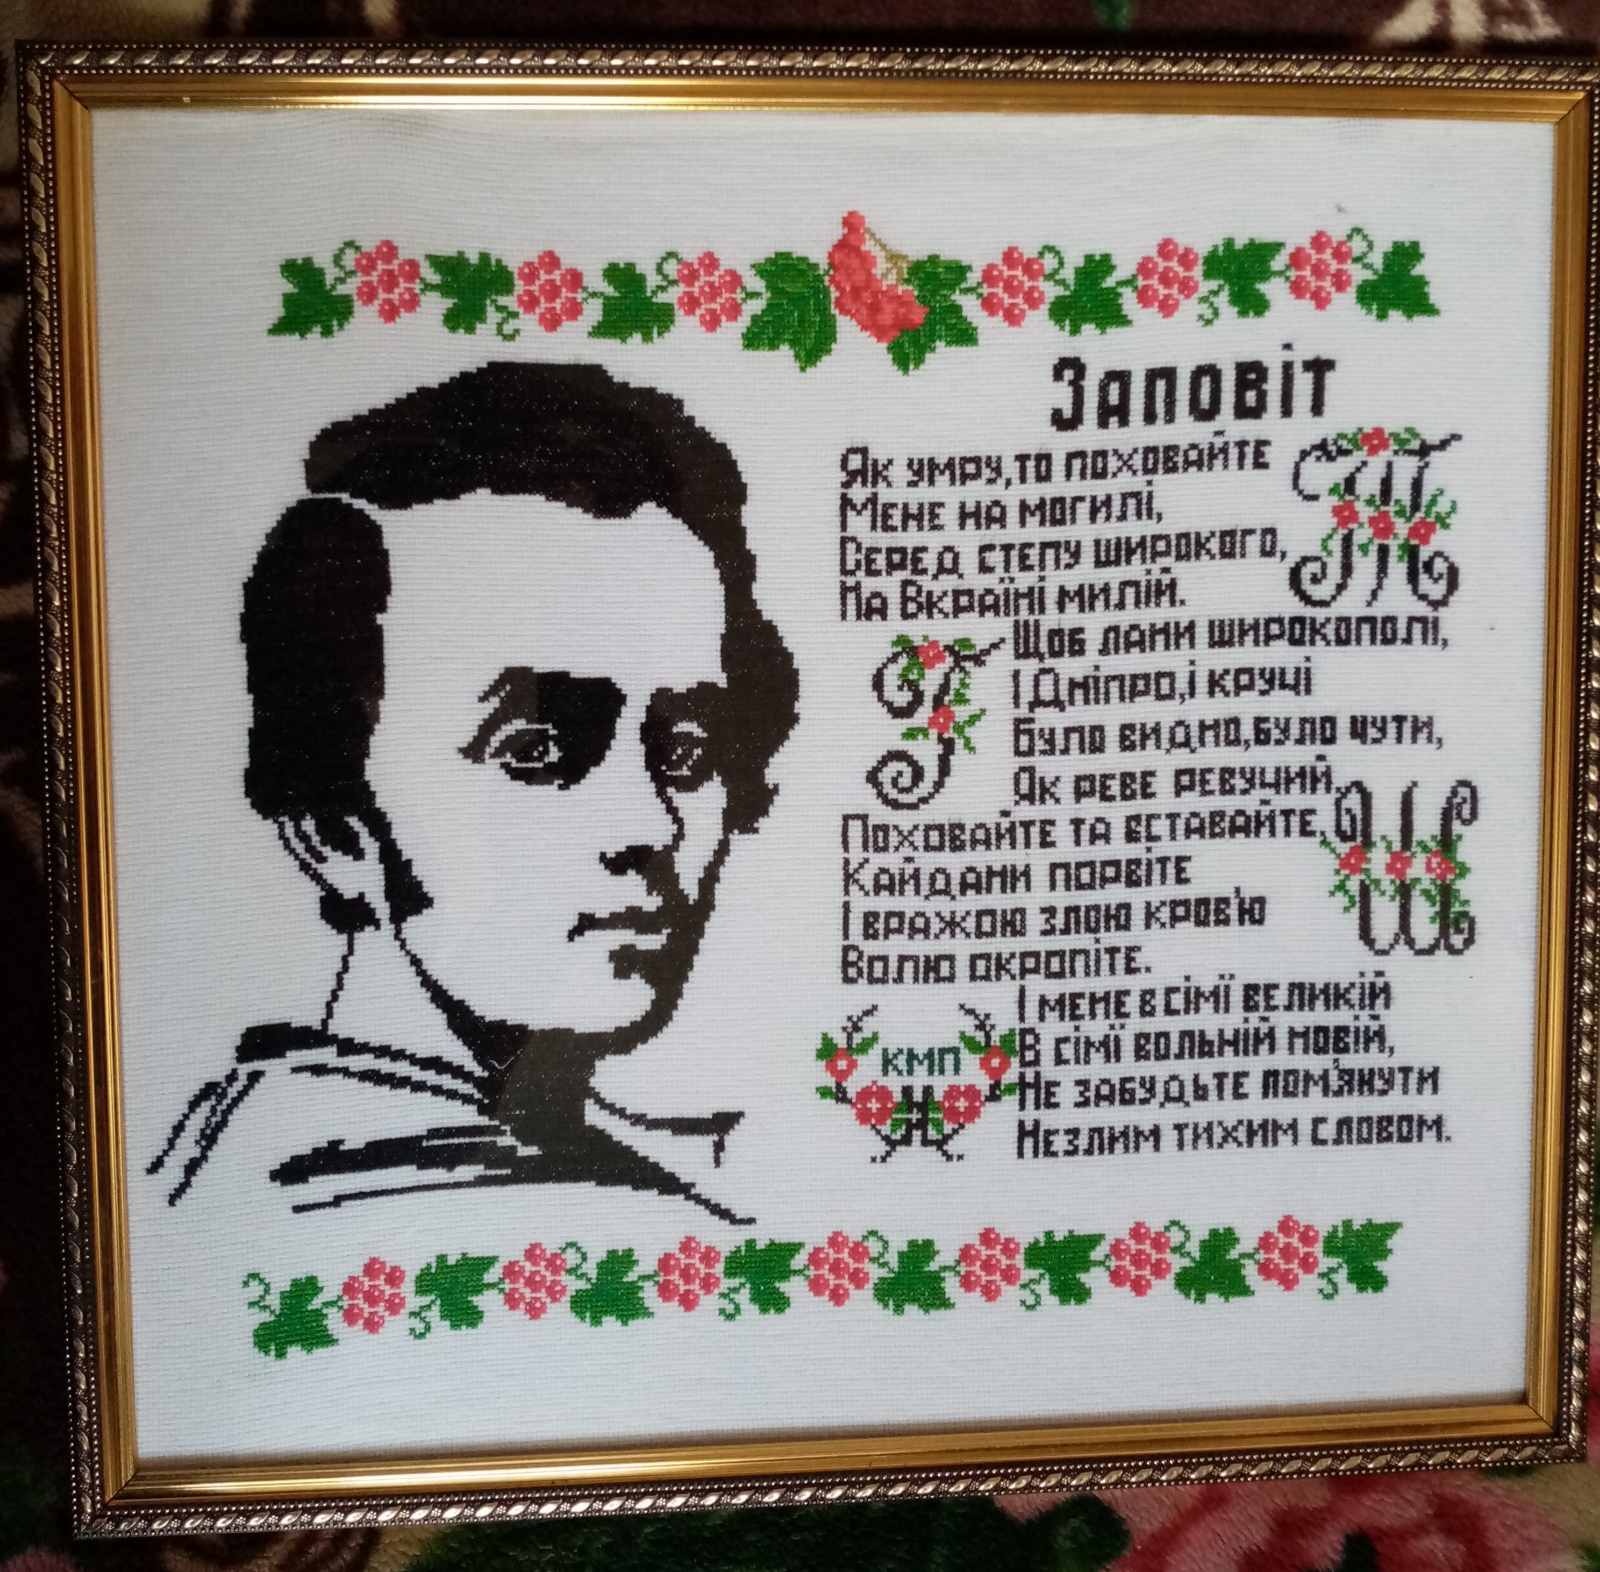 Заповіт
Як умру, то поховайте
Мене на могилі,
Серед степу широкого,
На Вкраїні милій.
Т
Щоб лани широкополі,
І Дніпро, і кручі
Було видно, було чути,
Як реве ревучий.
Г
Поховайте та вставайте,
Кайдани порвіте
І вражою злою кров'ю
Волю окропіте.
Ш
І мене в сімї великій
В сімї вольній новій,
Не забудьте пом'янути
Незлим тихим словом.
КМП